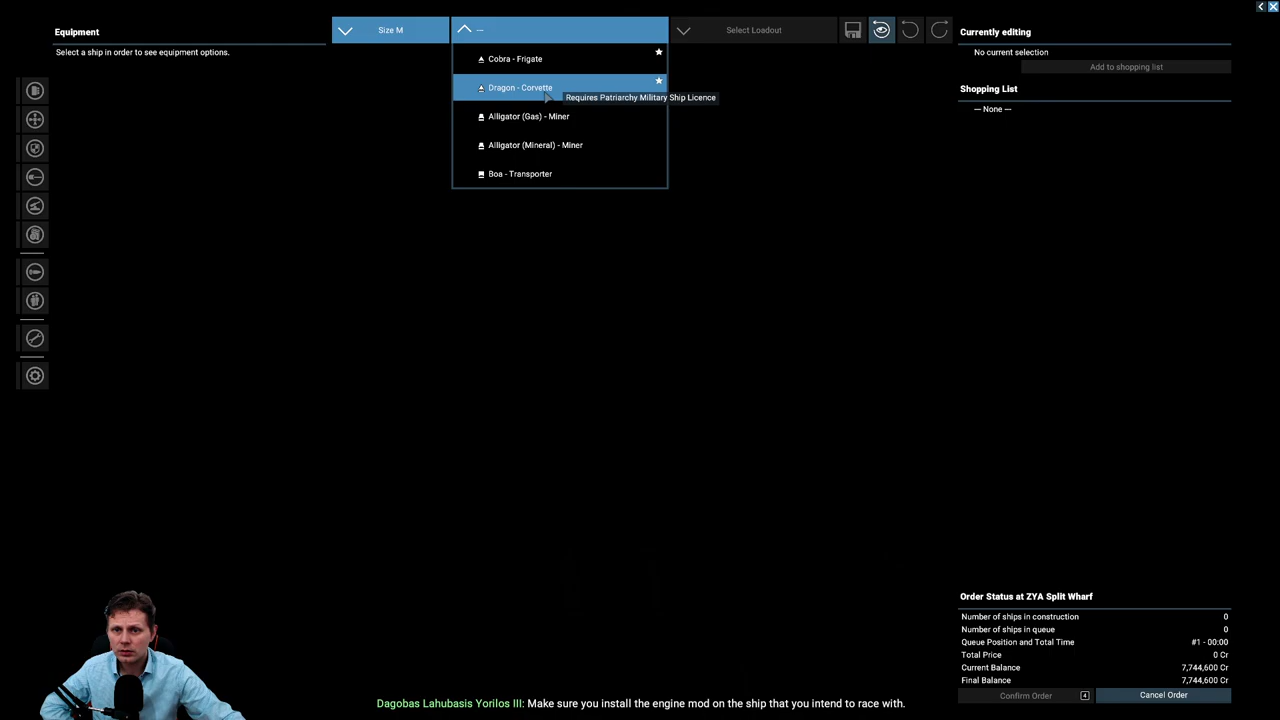 Equipment
Select a ship in order to see equipment options.
Size M
--
Select Loadout
Cobra - Frigate
Dragon - Corvette
Requires Patriarchy Military Ship Licence
Alligator (Gas) - Miner
Alligator (Mineral) - Miner
Boa - Transporter
Currently editing
No current selection
Add to shopping list
Shopping List
— None —
Order Status at ZYA Split Wharf
Number of ships in construction 0
Number of ships in queue 0
Queue Position and Total Time #1 - 00:00
Total Price 0 Cr
Current Balance 7,744,600 Cr
Final Balance 7,744,600 Cr
Confirm Order 4
Cancel Order
Dagobas Lahubasis Yorilos III: Make sure you install the engine mod on the ship that you intend to race with.